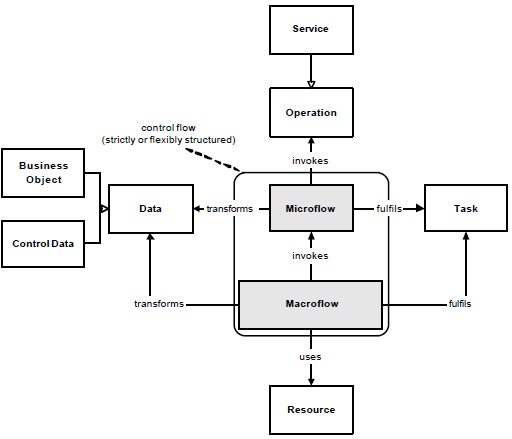 Service
Operation
control flow
(strictly or flexibly structured)
invokes
Business
Object
Data
transforms
Microflow
fulfils
Task
Control Data
invokes
transforms
Macroflow
fulfils
uses
Resource